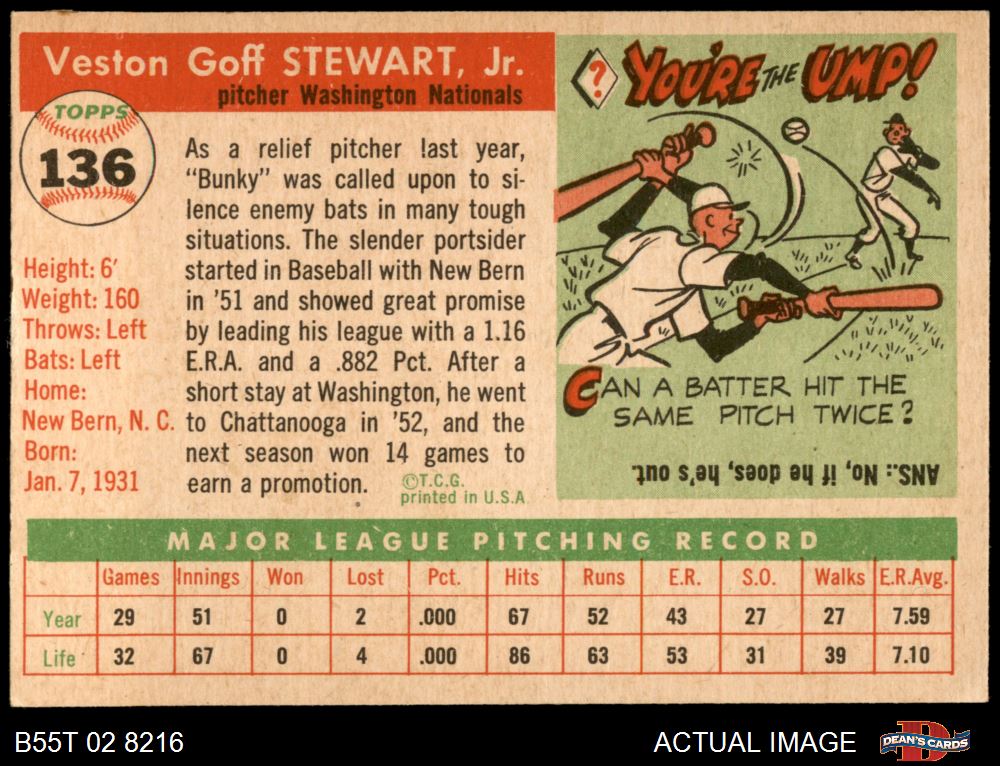 Veston Goff STEWART, Jr.
pitcher Washington Nationals
TOPPS
136
Height: 6'
Weight: 160
Throws: Left
Bats: Left
Home:
New Bern, N. C.
Born:
Jan. 7, 1931
As a relief pitcher last year,
"Bunky" was called upon to si-
lence enemy bats in many tough
situations. The slender portsider
started in Baseball with New Bern
in '51 and showed great promise
by leading his league with a 1.16
E.R.A. and a .882 Pct. After a
short stay at Washington, he went
to Chattanooga in '52, and the
next season won 14 games to
earn a promotion.
©T.C.G.
printed in U.S.A
?
YOU'RE THE UMP!
CAN A BATTER HIT THE
SAME PITCH TWICE?
ANS.: No, if he does, he's out.
MAJOR LEAGUE PITCHING RECORD
Games Innings Won Lost Pct. Hits Runs E.R. S.O. Walks E.R.Avg.
Year 29 51 0 2 .000 67 52 43 27 27 7.59
Life 32 67 0 4 .000 86 63 53 31 39 7.10
B55T 02 8216
ACTUAL IMAGE
D
DEAN'S CARDS